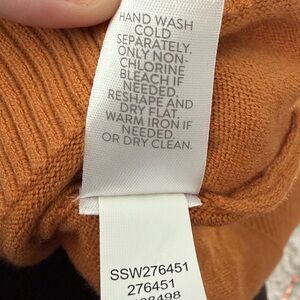 HAND WASH
COLD
SEPARATELY.
ONLY NON-
CHLORINE
BLEACH IF
NEEDED.
RESHAPE AND
DRY FLAT.
WARM IRON IF
NEEDED.
OR DRY CLEAN.
SSW276451
276451